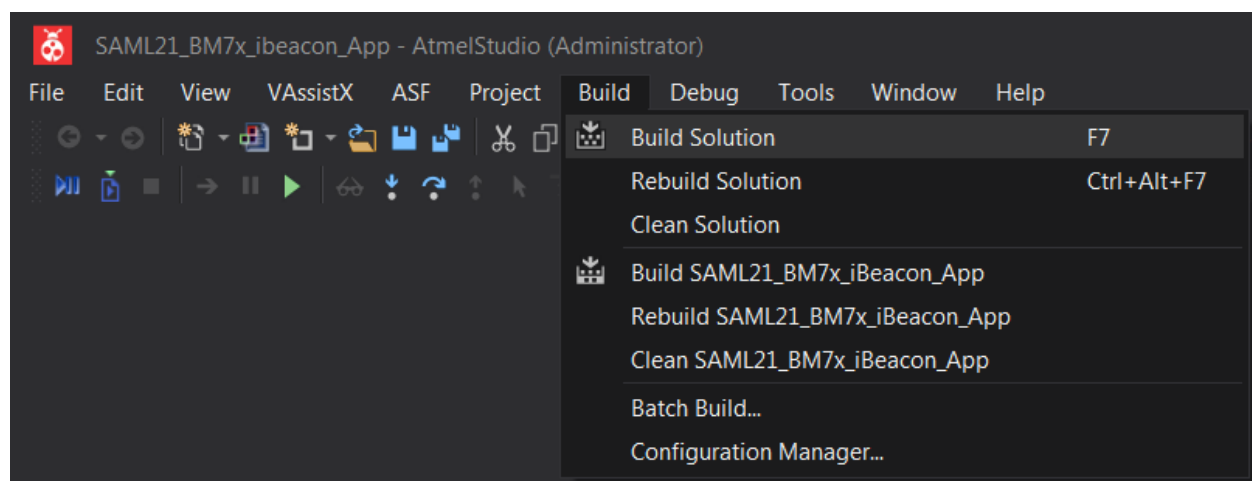 SAML21_BM7x_ibeacon_App - AtmelStudio (Administrator)
File Edit View VAssistX ASF Project Build Debug Tools Window Help
Build Solution F7
Rebuild Solution Ctrl+Alt+F7
Clean Solution
Build SAML21_BM7x_iBeacon_App
Rebuild SAML21_BM7x_iBeacon_App
Clean SAML21_BM7x_iBeacon_App
Batch Build...
Configuration Manager...